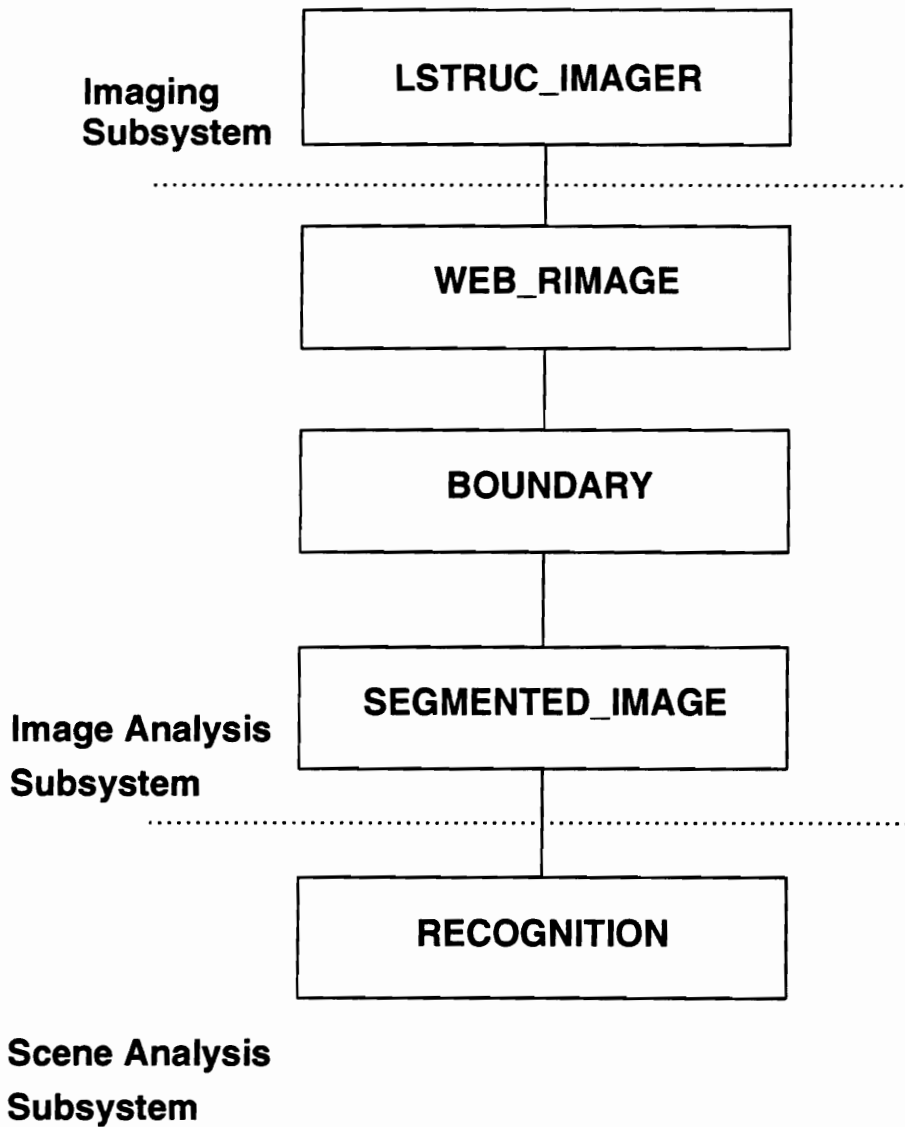 LSTRUC_IMAGER
Imaging
Subsystem
WEB_RIMAGE
BOUNDARY
SEGMENTED_IMAGE
Image Analysis
Subsystem
RECOGNITION
Scene Analysis
Subsystem